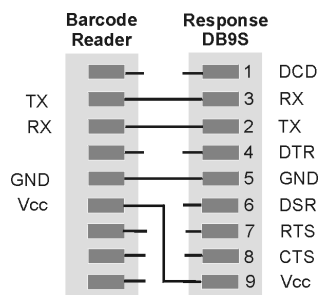 Barcode Reader Response DB9S
1 DCD
TX 3 RX
RX 2 TX
4 DTR
GND 5 GND
Vcc 6 DSR
7 RTS
8 CTS
9 Vcc